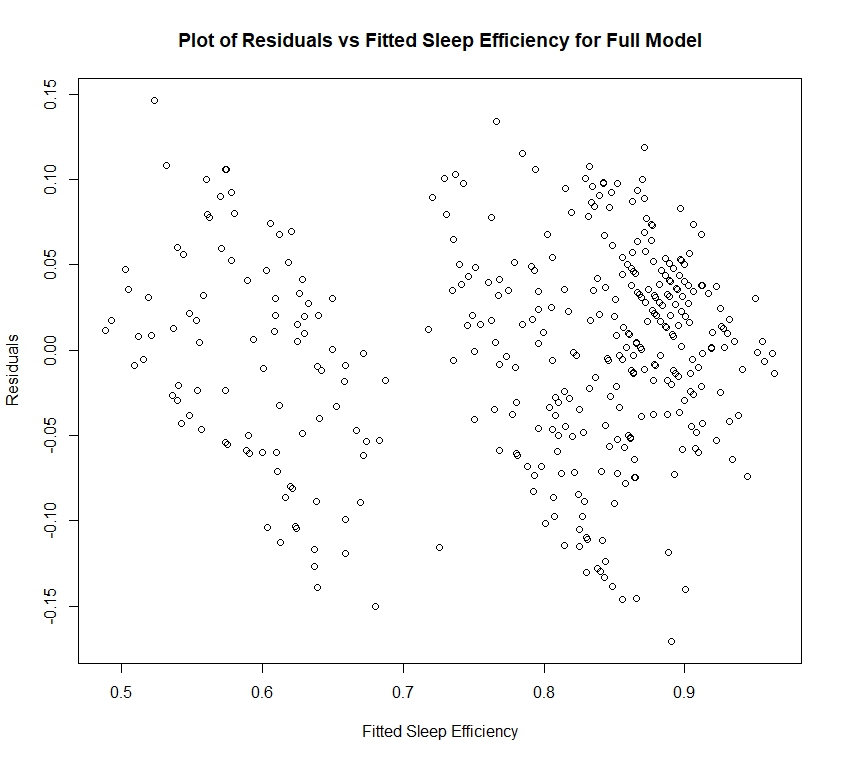 Plot of Residuals vs Fitted Sleep Efficiency for Full Model
0.15
0.10
0.05
0.00
-0.05
-0.10
-0.15
Residuals
0.5 0.6 0.7 0.8 0.9
Fitted Sleep Efficiency